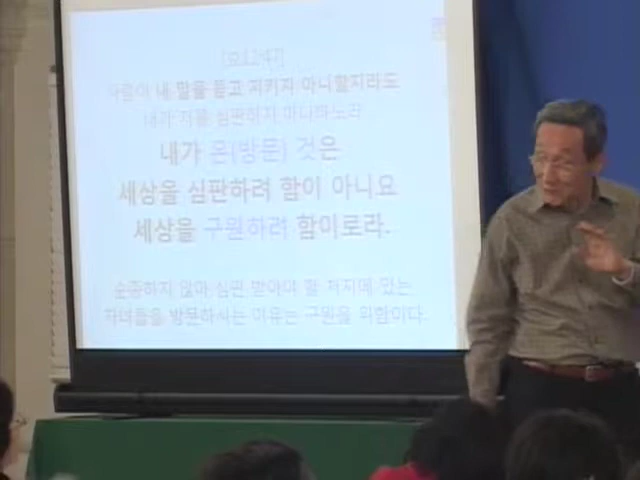 [요12:47]
사람이 내 말을 듣고 지키지 아니할지라도
내가 저를 심판하지 아니하노라
내가 온(방문) 것은
세상을 심판하려 함이 아니요
세상을 구원하려 함이로라.
순종하지 않아 심판 받아야 할 처지에 있는
자녀들을 방문하시는 이유는 구원을 위함이다.